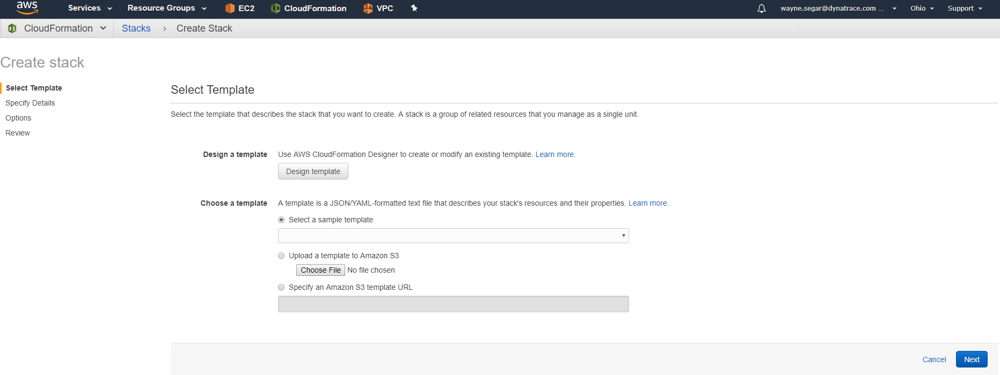 aws Services Resource Groups EC2 CloudFormation VPC wayne.segar@dynatrace.com ... Ohio Support
CloudFormation Stacks › Create Stack
Create stack
Select Template
Specify Details
Options
Review
Select Template
Select the template that describes the stack that you want to create. A stack is a group of related resources that you manage as a single unit.
Design a template Use AWS CloudFormation Designer to create or modify an existing template. Learn more.
Design template
Choose a template A template is a JSON/YAML-formatted text file that describes your stack's resources and their properties. Learn more.
Select a sample template
Upload a template to Amazon S3
Choose File No file chosen
Specify an Amazon S3 template URL
Cancel Next